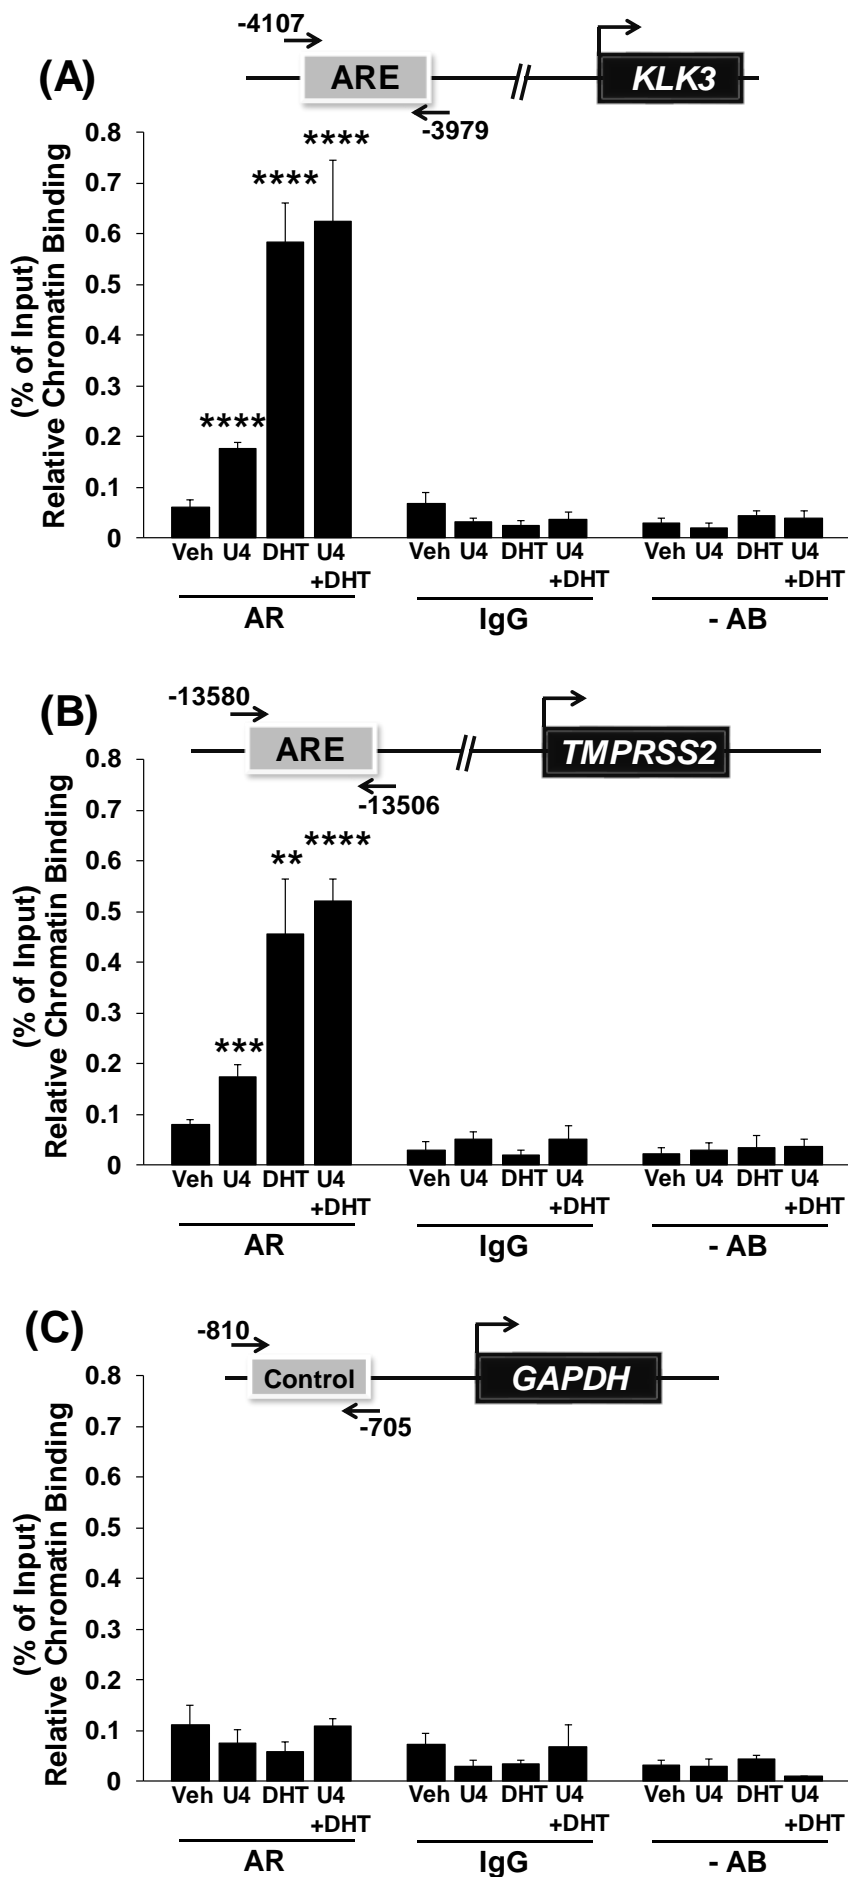 -4107
(A)
ARE
KLK3
-3979
Relative Chromatin Binding
(% of Input)
0.8
0.7
0.6
0.5
0.4
0.3
0.2
0.1
0
****
****
****
Veh U4 DHT U4 +DHT
Veh U4 DHT U4 +DHT
Veh U4 DHT U4 +DHT
AR
IgG
- AB
(B)
-13580
ARE
TMPRSS2
-13506
Relative Chromatin Binding
(% of Input)
0.8
0.7
0.6
0.5
0.4
0.3
0.2
0.1
0
***
**
****
Veh U4 DHT U4 +DHT
Veh U4 DHT U4 +DHT
Veh U4 DHT U4 +DHT
AR
IgG
- AB
(C)
-810
Control
GAPDH
-705
Relative Chromatin Binding
(% of Input)
0.8
0.7
0.6
0.5
0.4
0.3
0.2
0.1
0
Veh U4 DHT U4 +DHT
Veh U4 DHT U4 +DHT
Veh U4 DHT U4 +DHT
AR
IgG
- AB